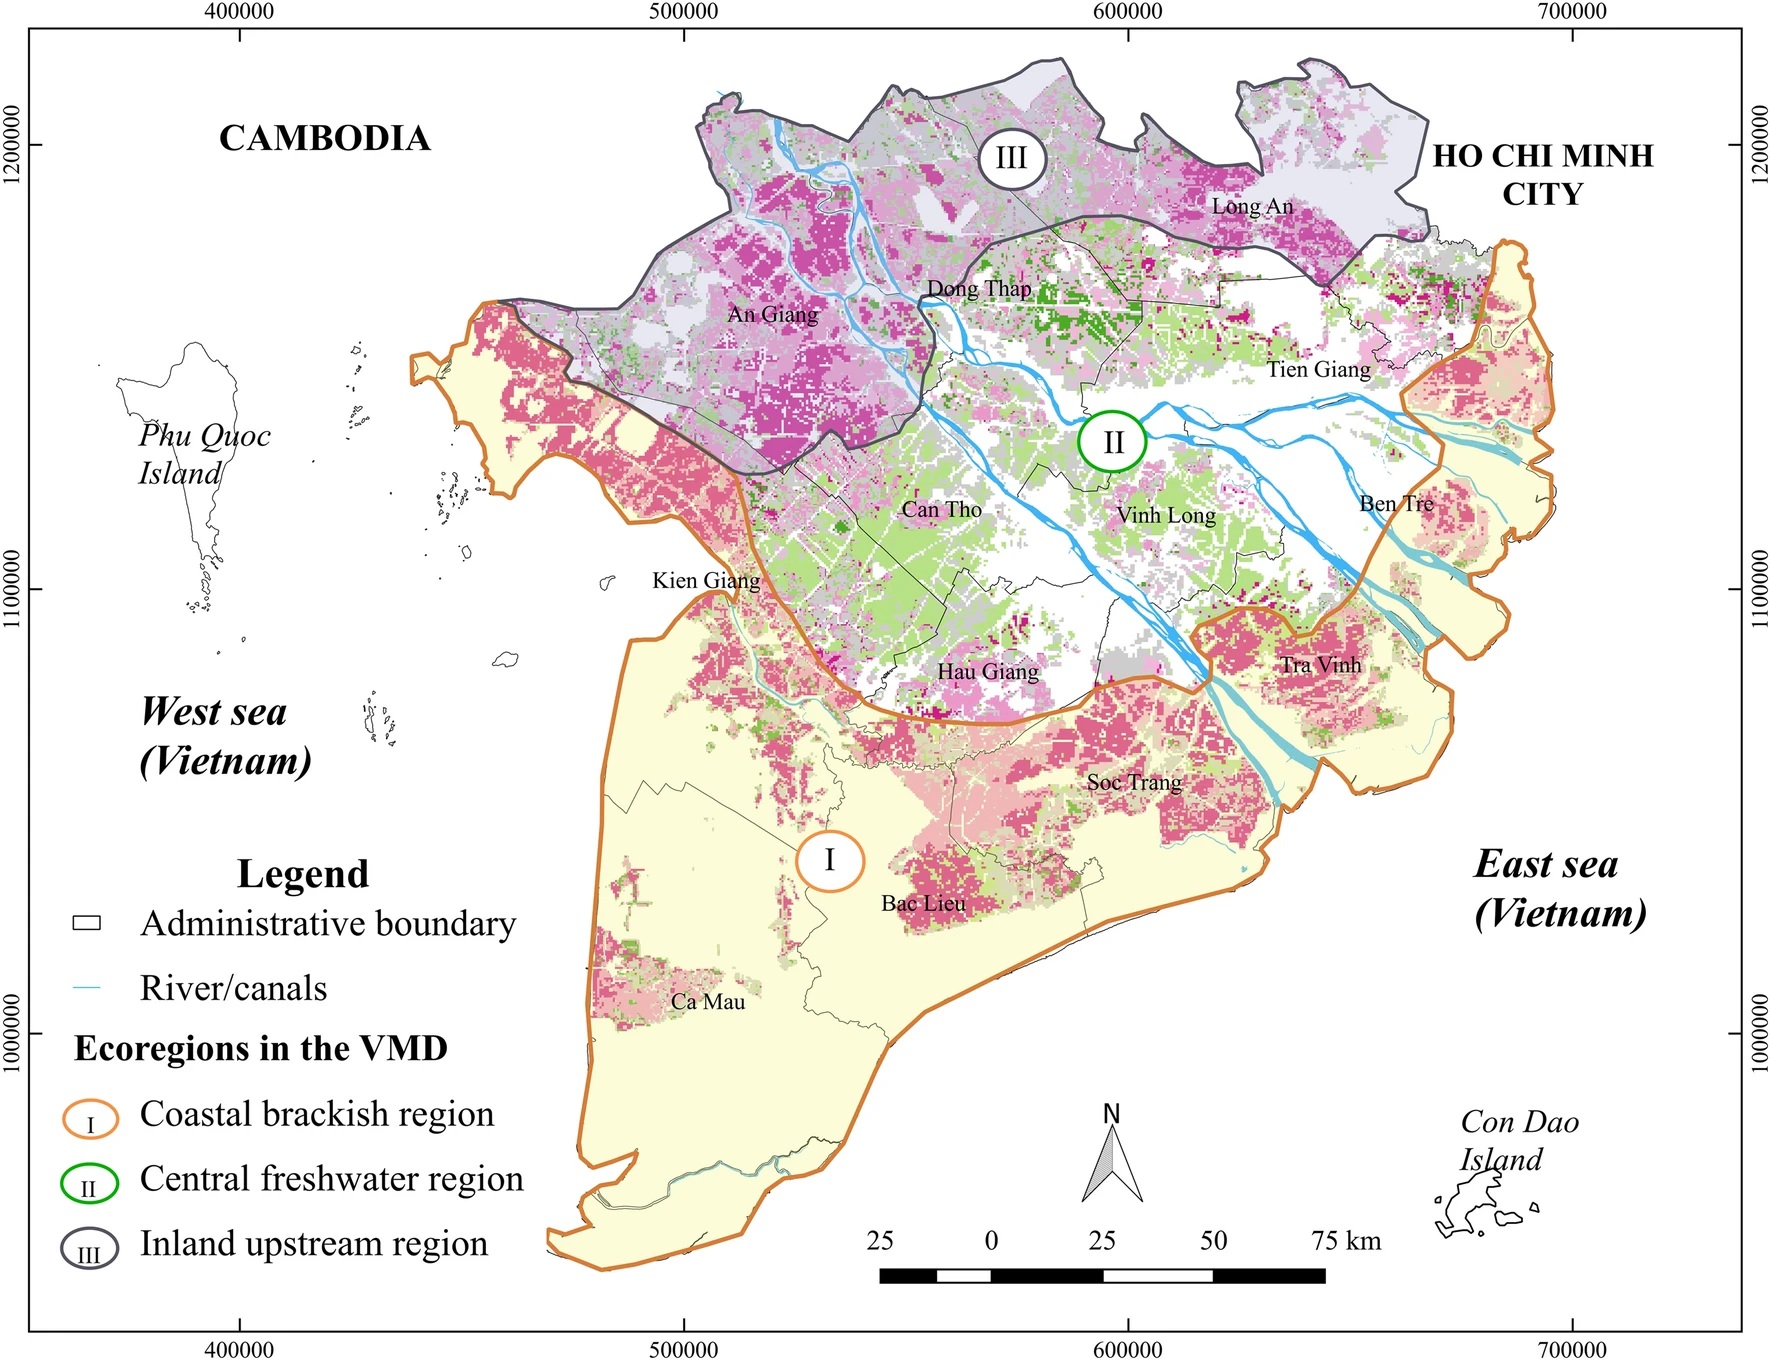 400000 500000 600000 700000
1200000
1200000
CAMBODIA
HO CHI MINH
CITY
III
Long An
Dong Thap
An Giang
Tien Giang
Phu Quoc
Island
II
Can Tho
Vinh Long
Ben Tre
1100000
1100000
Kien Giang
Hau Giang
Tra Vinh
West sea
(Vietnam)
Soc Trang
I
Bac Lieu
East sea
(Vietnam)
Ca Mau
1000000
1000000
Legend
Administrative boundary
River/canals
Ecoregions in the VMD
I Coastal brackish region
II Central freshwater region
III Inland upstream region
N
Con Dao
Island
25 0 25 50 75 km
400000 500000 600000 700000